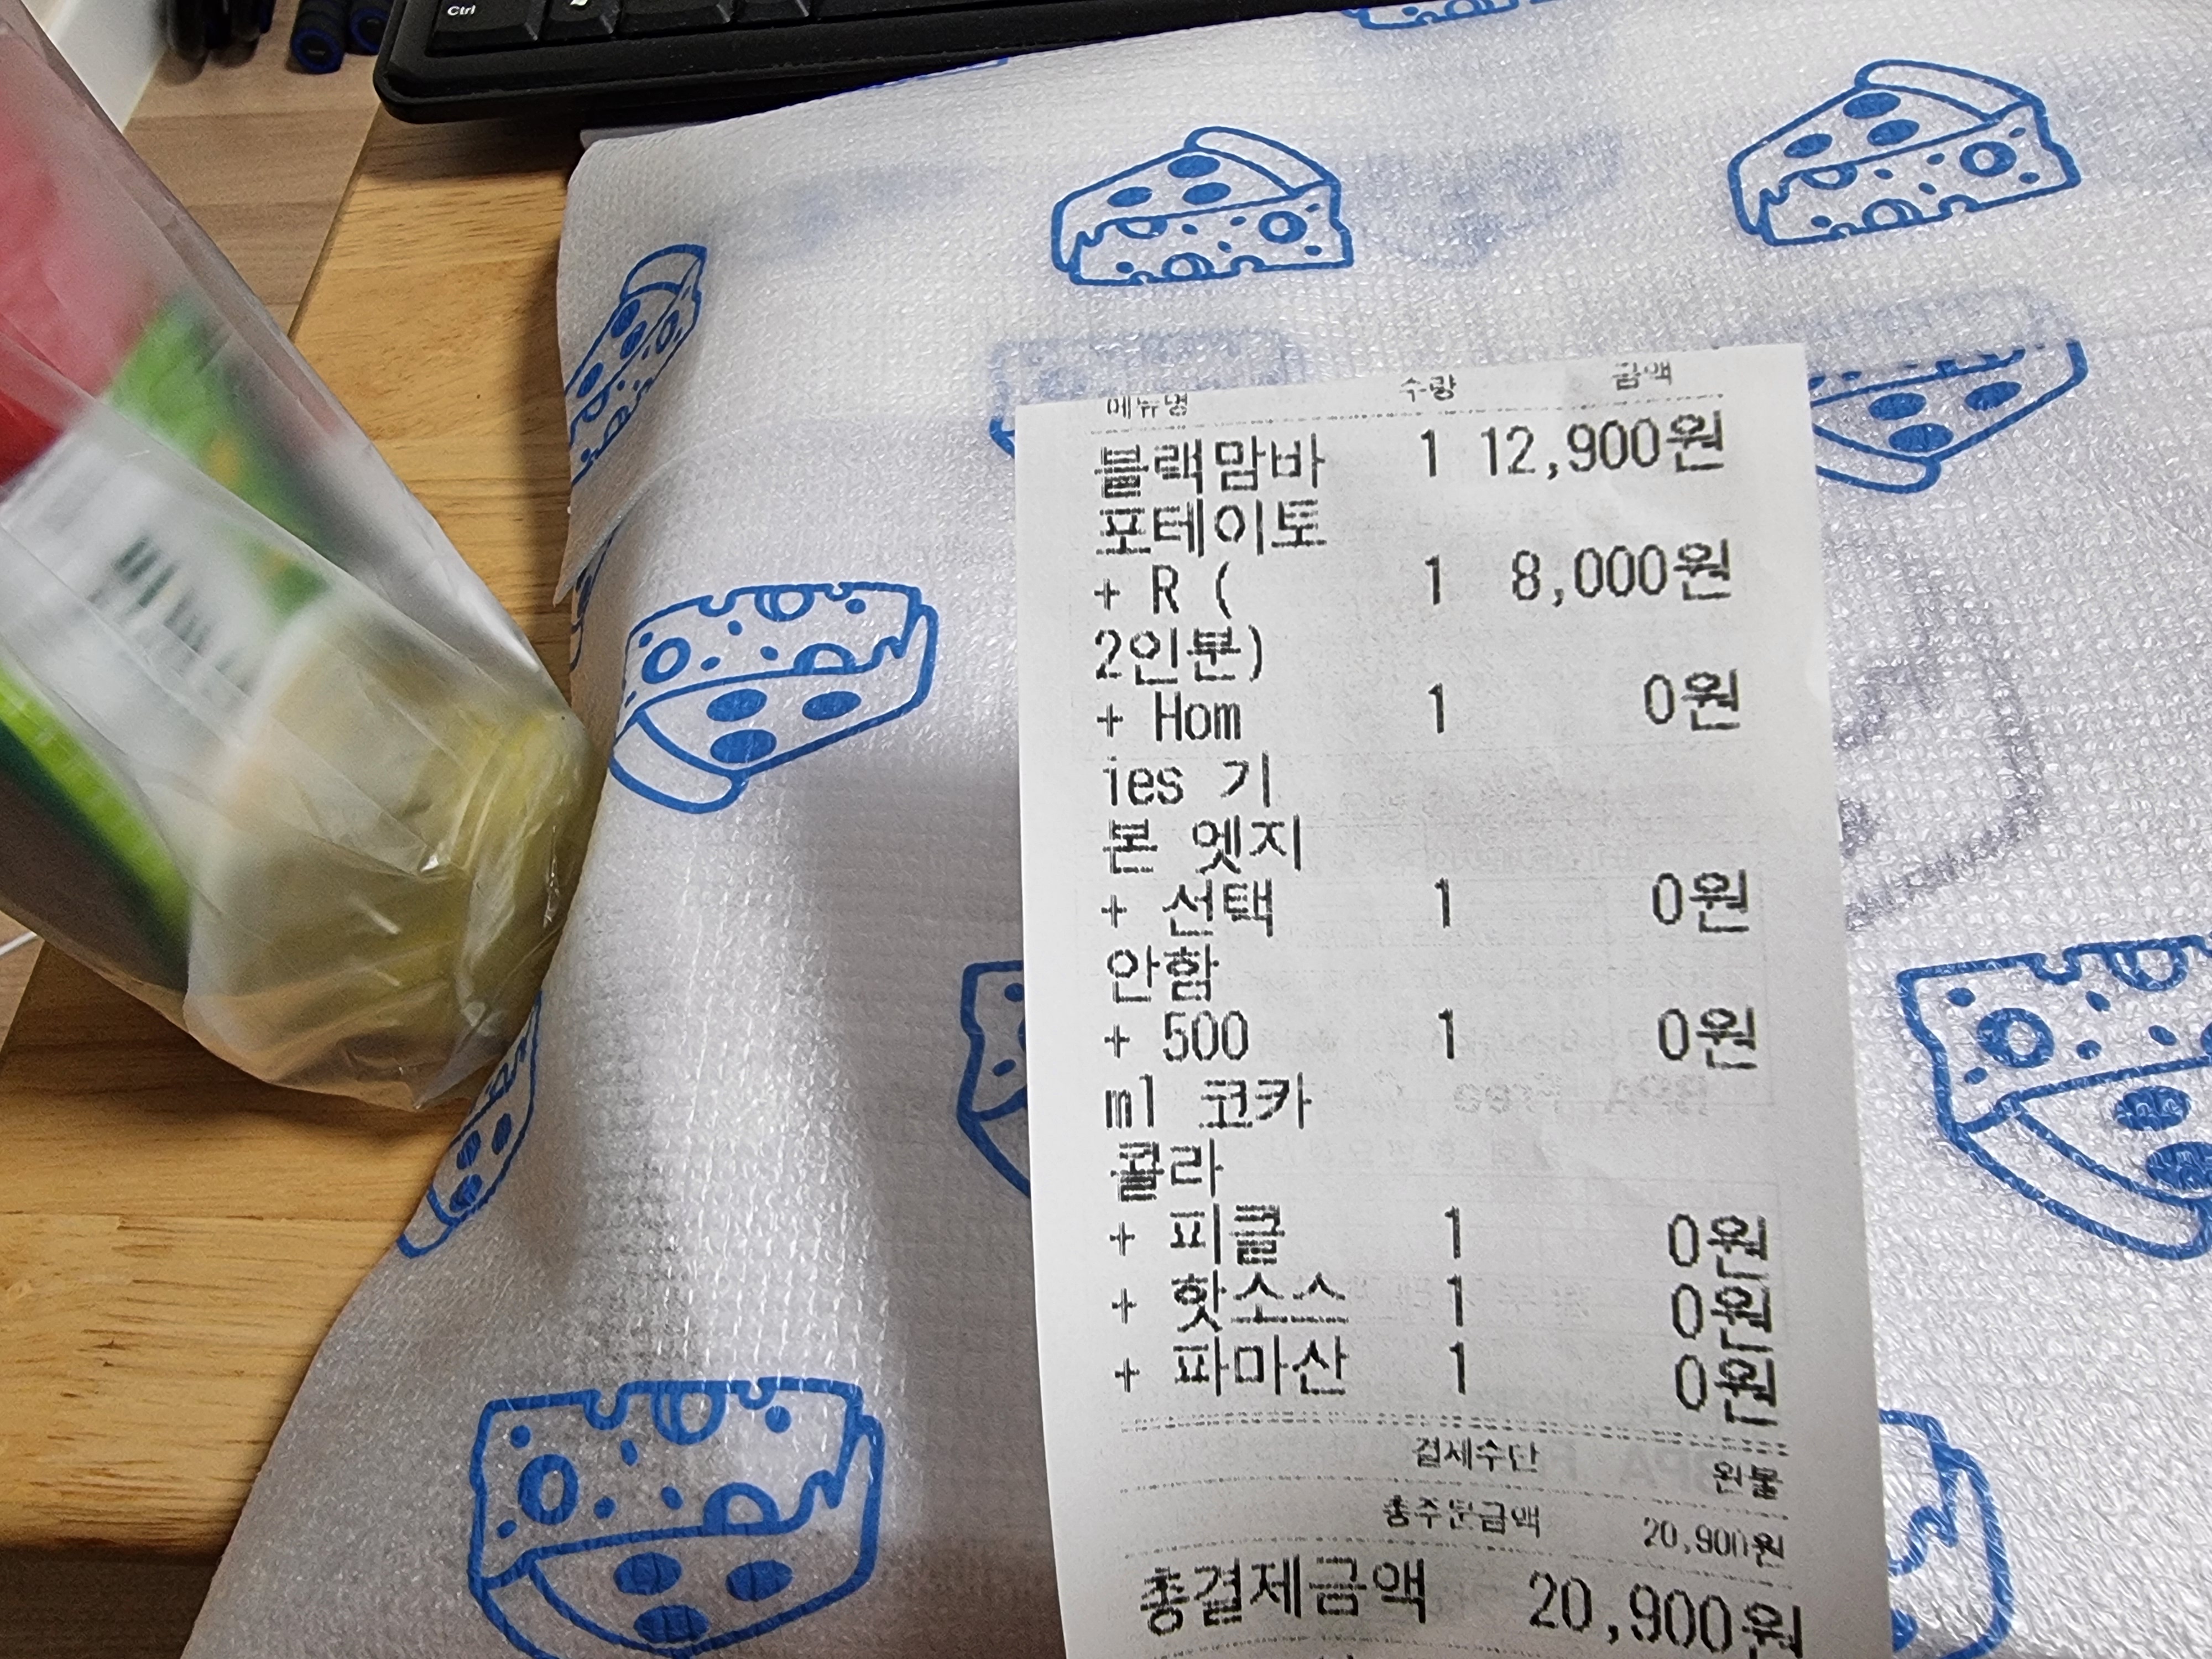 Ctrl
메뉴명 수량 금액
블랙맘바 1 12,900원
포테이토
+ R ( 1 8,000원
2인분)
+ Hom 1 0원
ies 기
본 엣지
+ 선택 1 0원
안함
+ 500 1 0원
ml 코카
콜라
+ 피클 1 0원
+ 핫소스 1 0원
+ 파마산 1 0원
결제수단
총주문금액 20,900원
총결제금액 20,900원